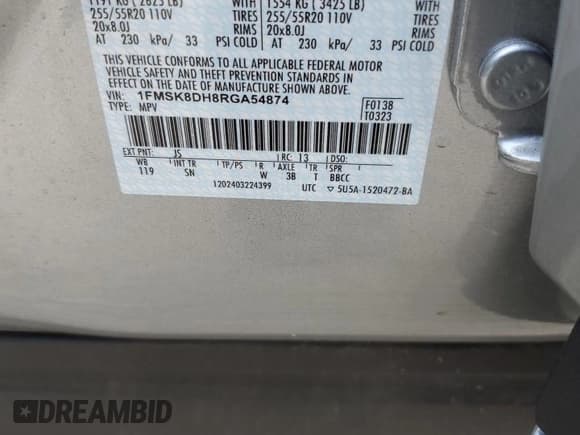 1191 KG ( 2625 LB) WITH 1554 KG ( 3425 LB) WITH
255/55R20 110V TIRES 255/55R20 110V TIRES
20x8.0J RIMS 20x8.0J RIMS
AT 230 kPa/ 33 PSI COLD AT 230 kPa/ 33 PSI COLD
THIS VEHICLE CONFORMS TO ALL APPLICABLE FEDERAL MOTOR
VEHICLE SAFETY AND THEFT PREVENTION STANDARDS IN
EFFECT ON THE DATE OF MANUFACTURE SHOWN ABOVE.
VIN: 1FMSK8DH8RGA54874
TYPE: MPV
F0138
T0323
EXT PNT: JS RC: 13 DSO:
WB INT TR TP/PS R AXLE TR SPR
119 SN W 3B T BBCC
1202403224399 UTC ▽ 5U5A-1520472-BA
DREAMBID